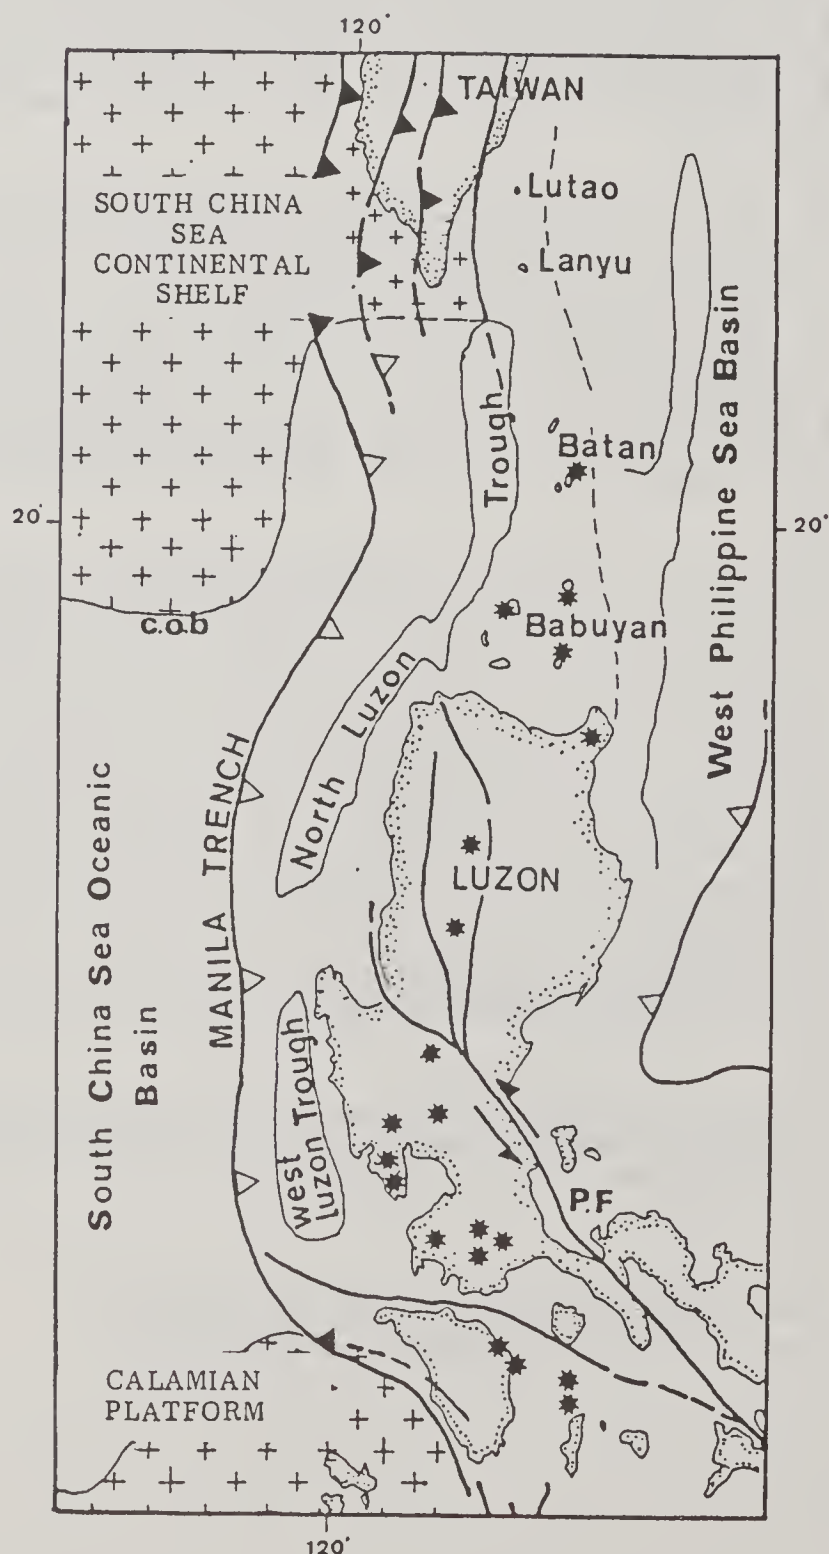 120°
TAIWAN
Lutao
SOUTH CHINA
SEA
CONTINENTAL
SHELF
Lanyu
Trough
Batan
20°
20°
West Philippine Sea Basin
c.o.b
Babuyan
North Luzon
MANILA TRENCH
South China Sea Oceanic
Basin
LUZON
west
luzon Trough
P.F
CALAMIAN
PLATFORM
120°